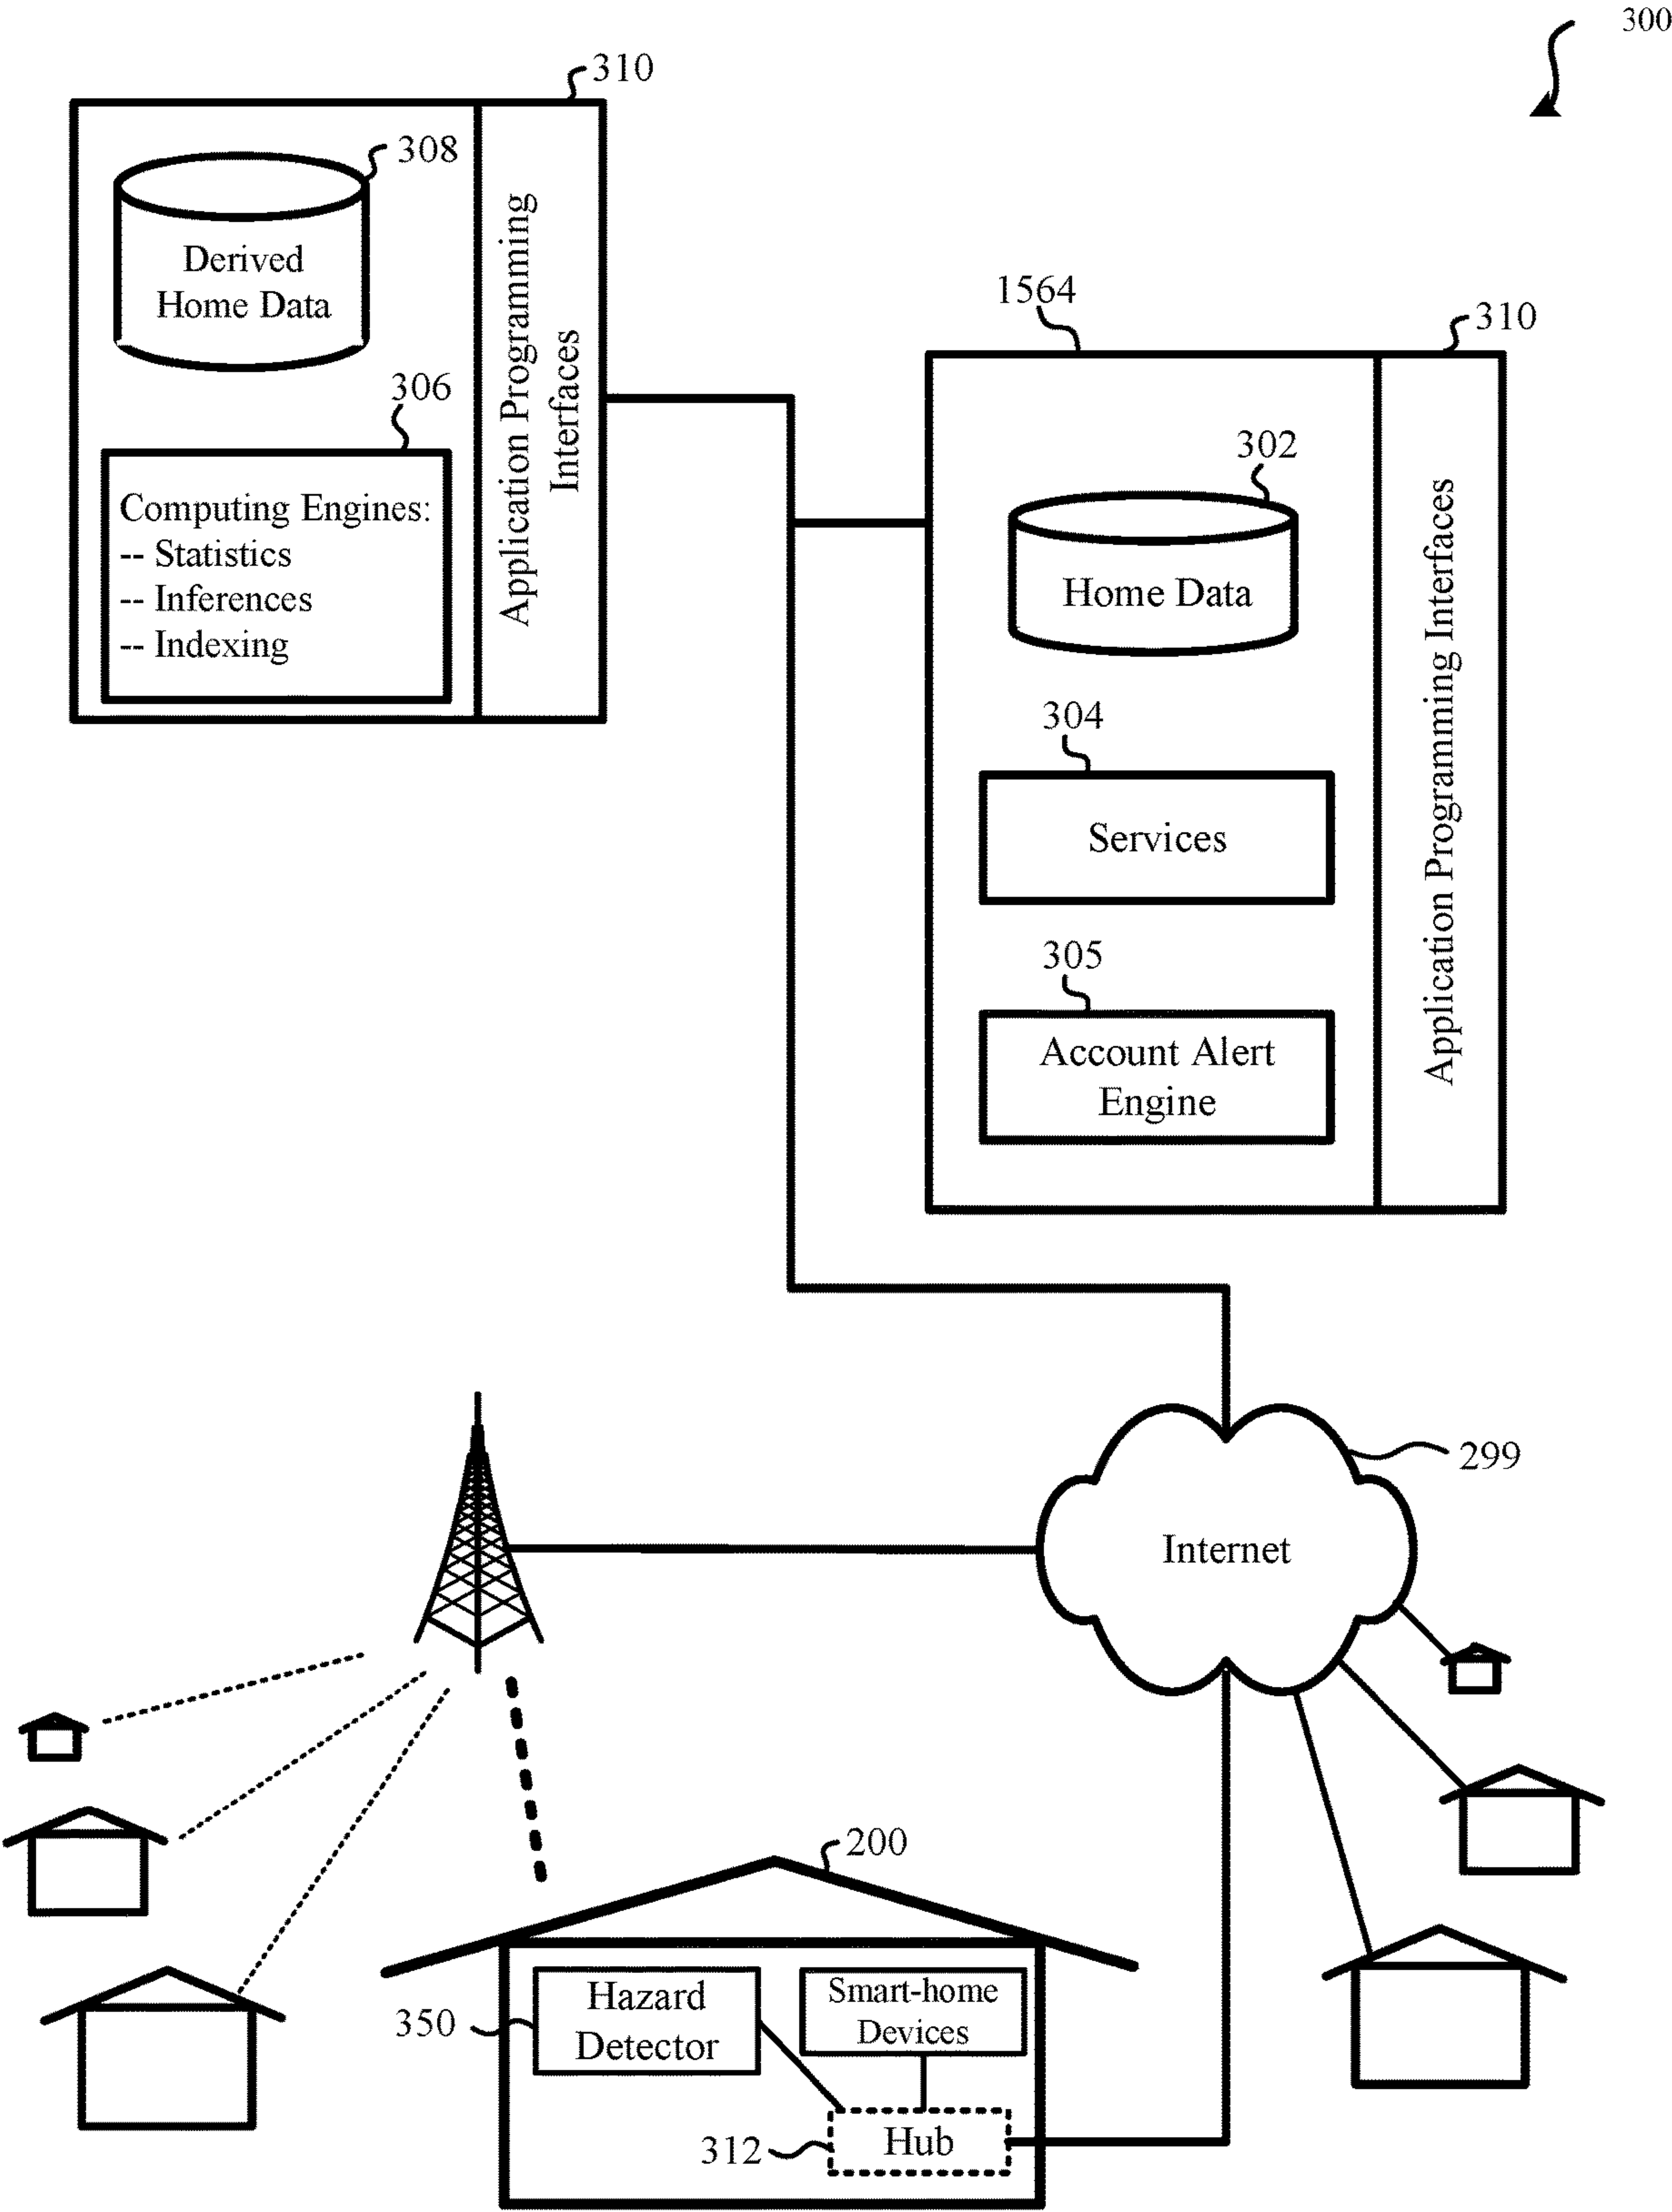 300
310
308
Derived
Home Data
306
Computing Engines:
-- Statistics
-- Inferences
-- Indexing
Application Programming
Interfaces
1564
310
302
Home Data
304
Services
305
Account Alert
Engine
Application Programming Interfaces
299
Internet
200
Hazard
Detector
350
Smart-home
Devices
312
Hub